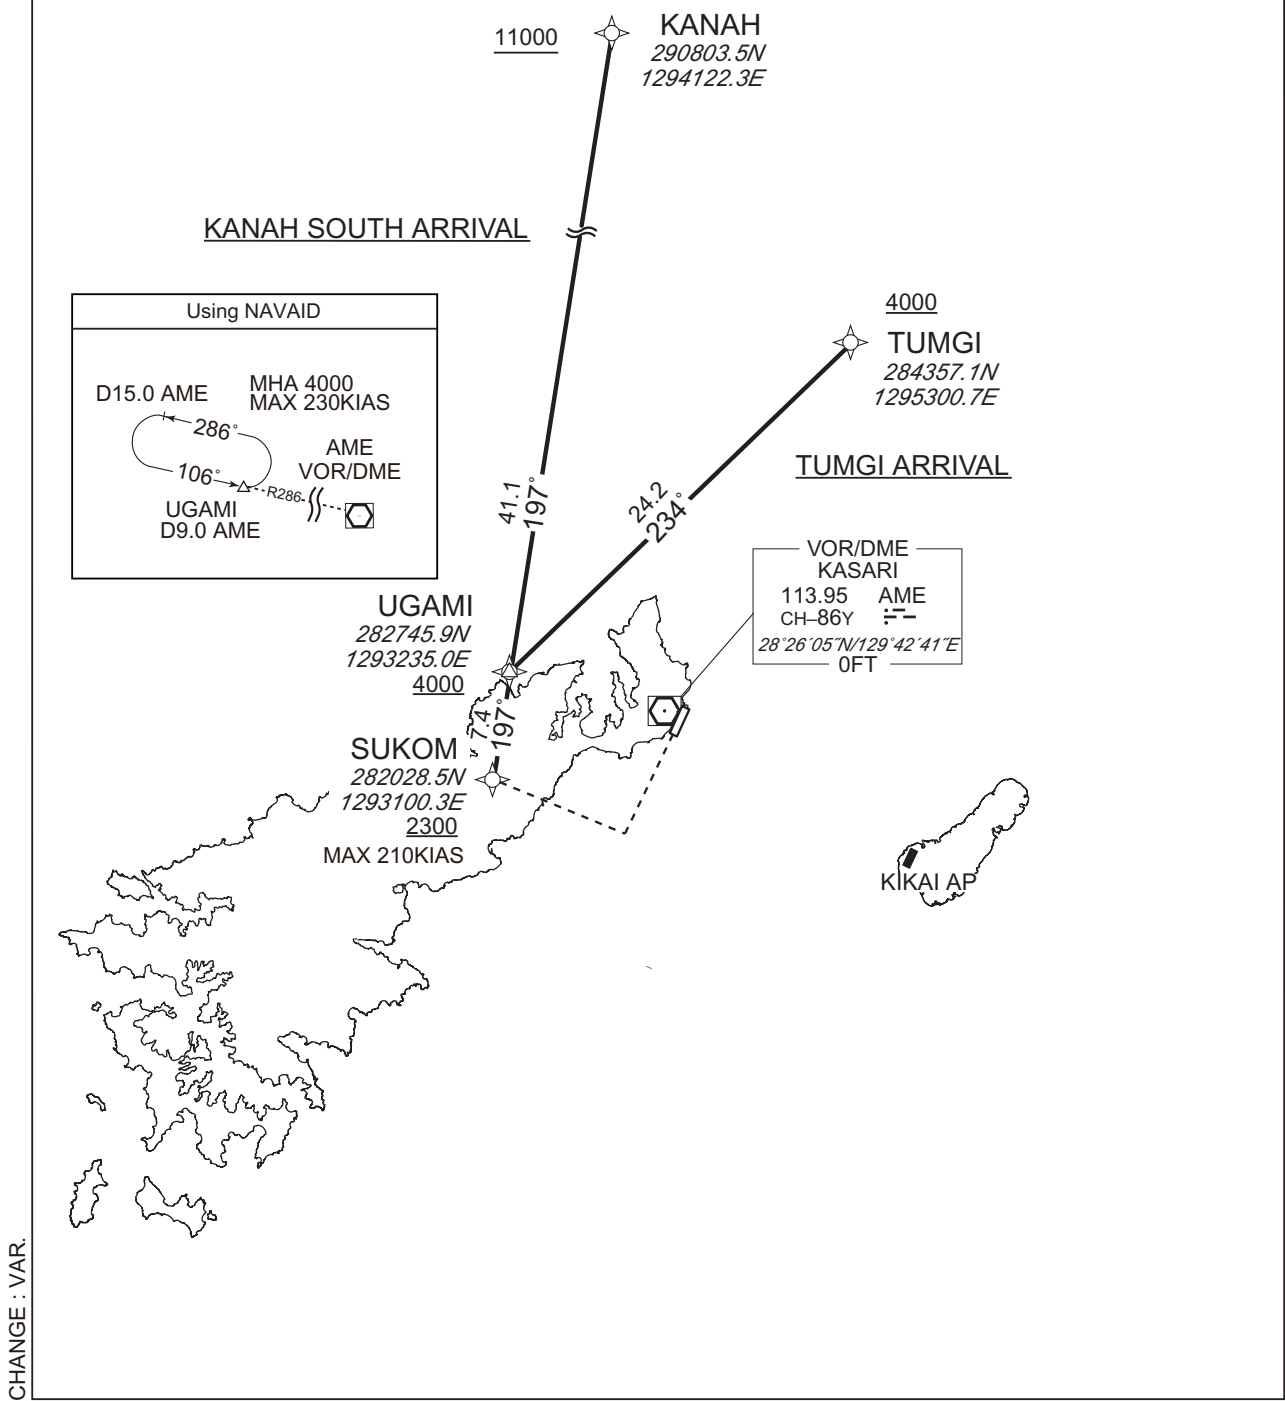 11000
KANAH
290803.5N
1294122.3E
KANAH SOUTH ARRIVAL
Using NAVAID
D15.0 AME
MHA 4000
MAX 230KIAS
286°
106°
AME
VOR/DME
R286
UGAMI
D9.0 AME
4000
TUMGI
284357.1N
1295300.7E
TUMGI ARRIVAL
41.1
197°
24.2
234°
VOR/DME
KASARI
113.95 AME
CH–86Y
28°26´05˝N/129°42´41˝E
0FT
UGAMI
282745.9N
1293235.0E
4000
7.4
197°
SUKOM
282028.5N
1293100.3E
2300
MAX 210KIAS
KIKAI AP
CHANGE : VAR.